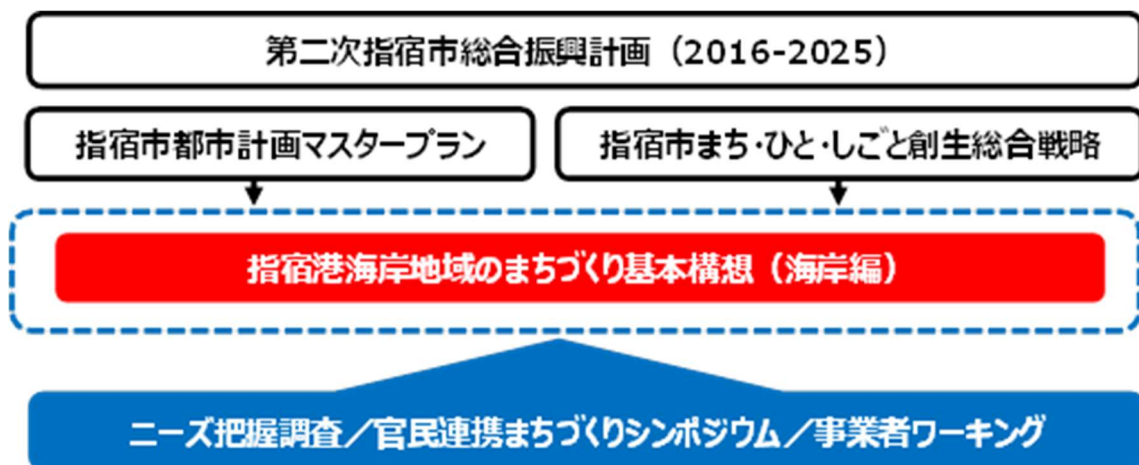 第二次指宿市総合振興計画（2016-2025）
指宿市都市計画マスタープラン
指宿市まち・ひと・しごと創生総合戦略
指宿港海岸地域のまちづくり基本構想（海岸編）
ニーズ把握調査／官民連携まちづくりシンポジウム／事業者ワーキング